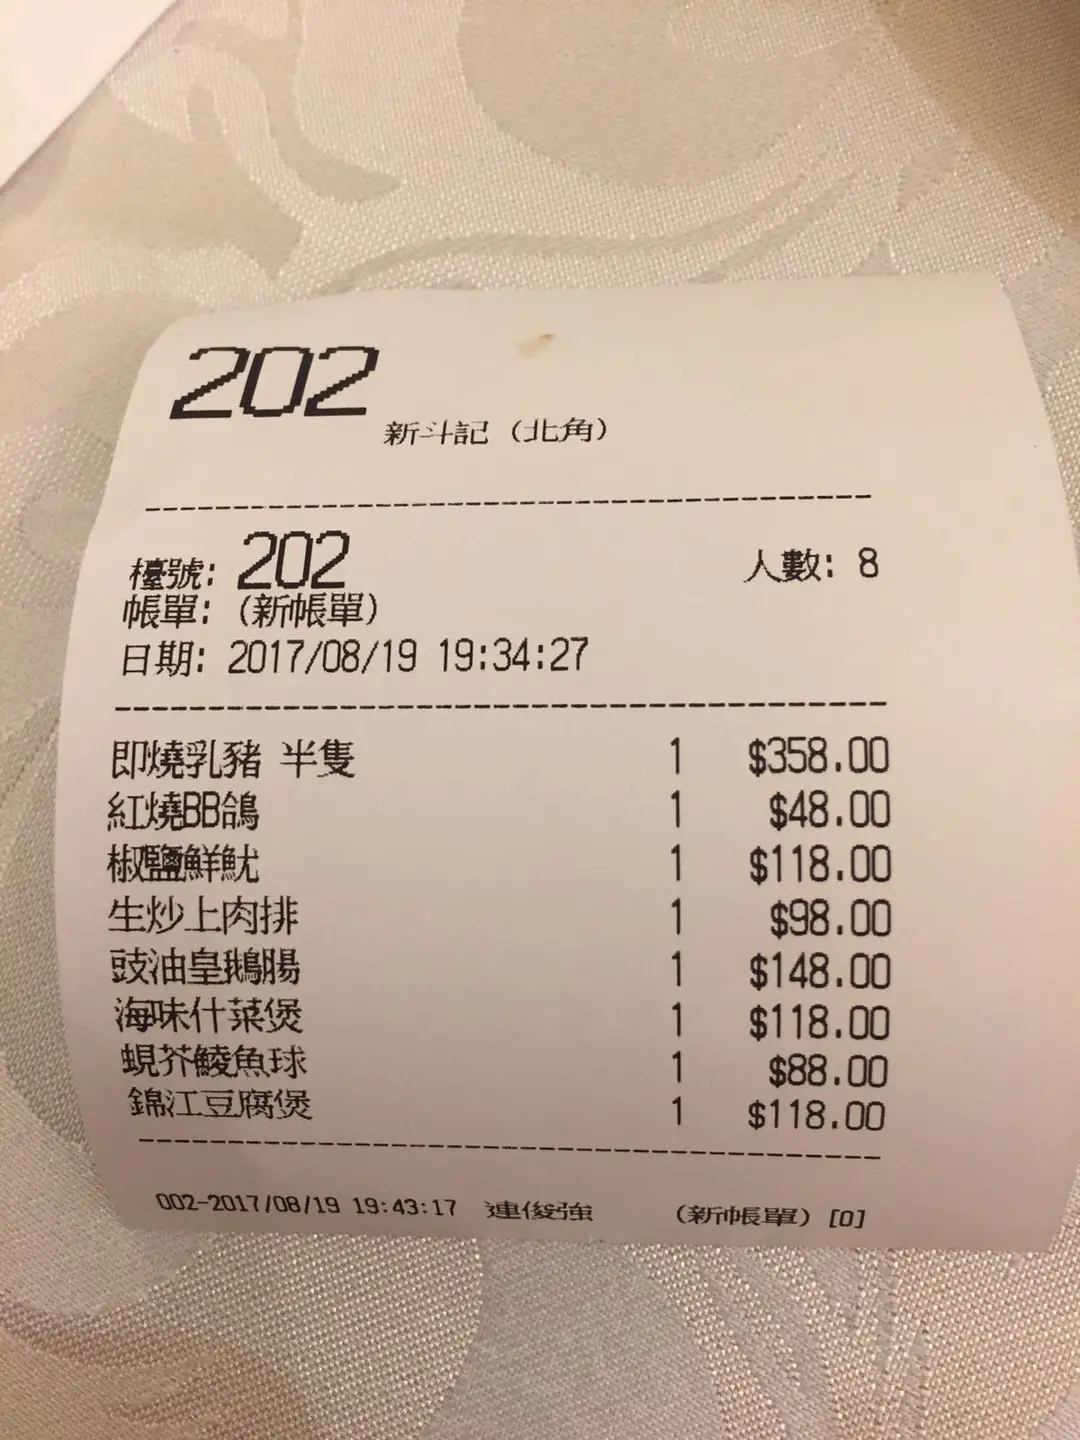 202 新斗記（北角）
檯號: 202 人數: 8
帳單: (新帳單)
日期: 2017/08/19 19:34:27
即燒乳豬 半隻 1 $358.00
紅燒BB鴿 1 $48.00
椒鹽鮮魷 1 $118.00
生炒上肉排 1 $98.00
豉油皇鵝腸 1 $148.00
海味什菜煲 1 $118.00
蜆芥鯪魚球 1 $88.00
錦江豆腐煲 1 $118.00
002-2017/08/19 19:43:17 連俊強 (新帳單) [0]